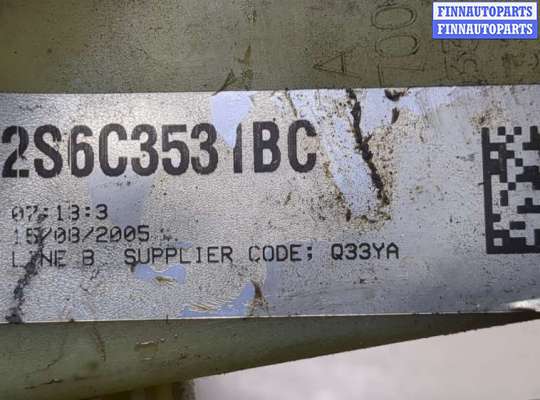 FINNAUTOPARTS
FINNAUTOPARTS
2S6C3531BC
07:13:3
15/08/2005
LINE B SUPPLIER CODE; Q33YA